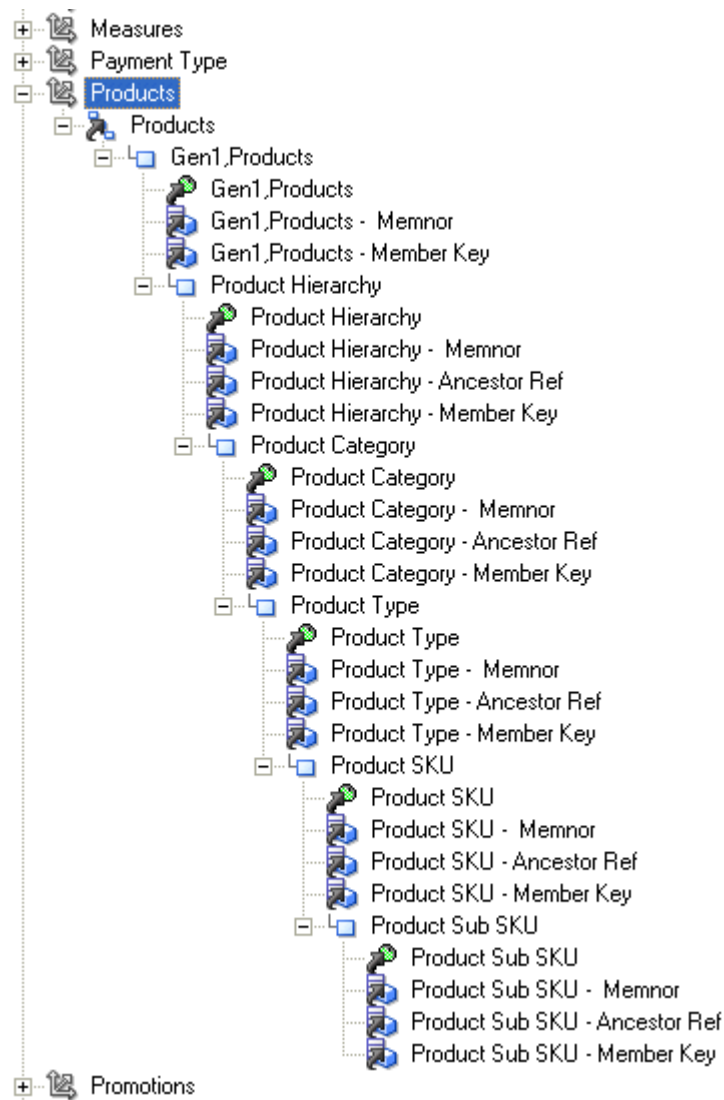 Measures
Payment Type
Products
Products
Gen1,Products
Gen1,Products
Gen1,Products - Memnor
Gen1,Products - Member Key
Product Hierarchy
Product Hierarchy
Product Hierarchy - Memnor
Product Hierarchy - Ancestor Ref
Product Hierarchy - Member Key
Product Category
Product Category
Product Category - Memnor
Product Category - Ancestor Ref
Product Category - Member Key
Product Type
Product Type
Product Type - Memnor
Product Type - Ancestor Ref
Product Type - Member Key
Product SKU
Product SKU
Product SKU - Memnor
Product SKU - Ancestor Ref
Product SKU - Member Key
Product Sub SKU
Product Sub SKU
Product Sub SKU - Memnor
Product Sub SKU - Ancestor Ref
Product Sub SKU - Member Key
Promotions